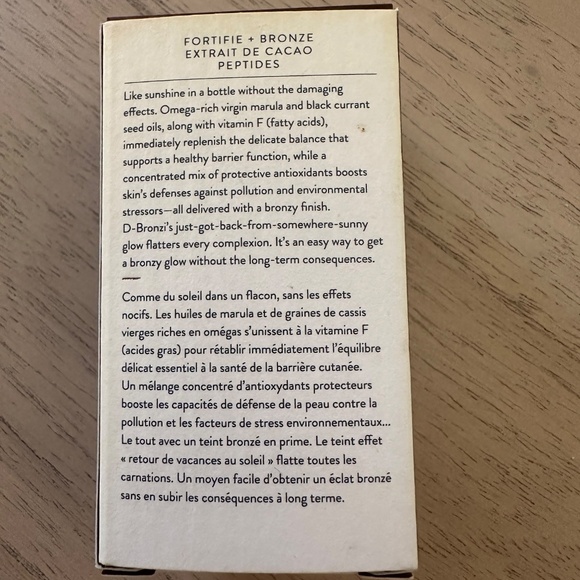 FORTIFIE + BRONZE
EXTRAIT DE CACAO
PEPTIDES
Like sunshine in a bottle without the damaging
effects. Omega-rich virgin marula and black currant
seed oils, along with vitamin F (fatty acids),
immediately replenish the delicate balance that
supports a healthy barrier function, while a
concentrated mix of protective antioxidants boosts
skin's defenses against pollution and environmental
stressors—all delivered with a bronzy finish.
D-Bronzi's just-got-back-from-somewhere-sunny
glow flatters every complexion. It's an easy way to get
a bronzy glow without the long-term consequences.
Comme du soleil dans un flacon, sans les effets
nocifs. Les huiles de marula et de graines de cassis
vierges riches en omégas s'unissent à la vitamine F
(acides gras) pour rétablir immédiatement l'équilibre
délicat essentiel à la santé de la barrière cutanée.
Un mélange concentré d'antioxydants protecteurs
booste les capacités de défense de la peau contre la
pollution et les facteurs de stress environnementaux...
Le tout avec un teint bronzé en prime. Le teint effet
« retour de vacances au soleil » flatte toutes les
carnations. Un moyen facile d'obtenir un éclat bronzé
sans en subir les conséquences à long terme.